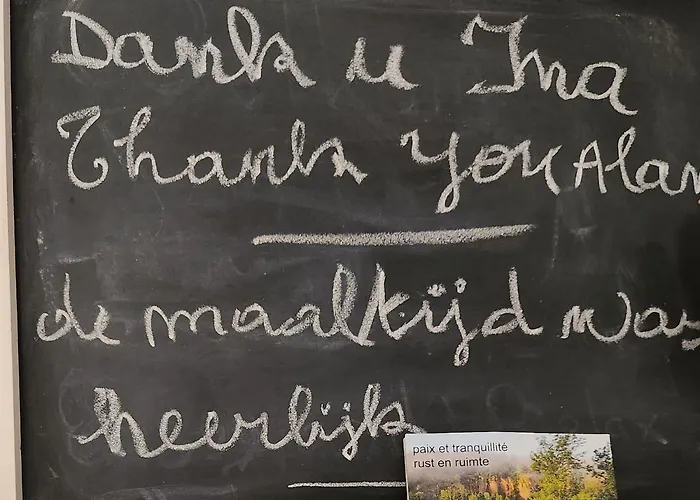 Dank u Ina
Thank you Alan
de maaltijd was
heerlijk
paix et tranquillité
rust en ruimte